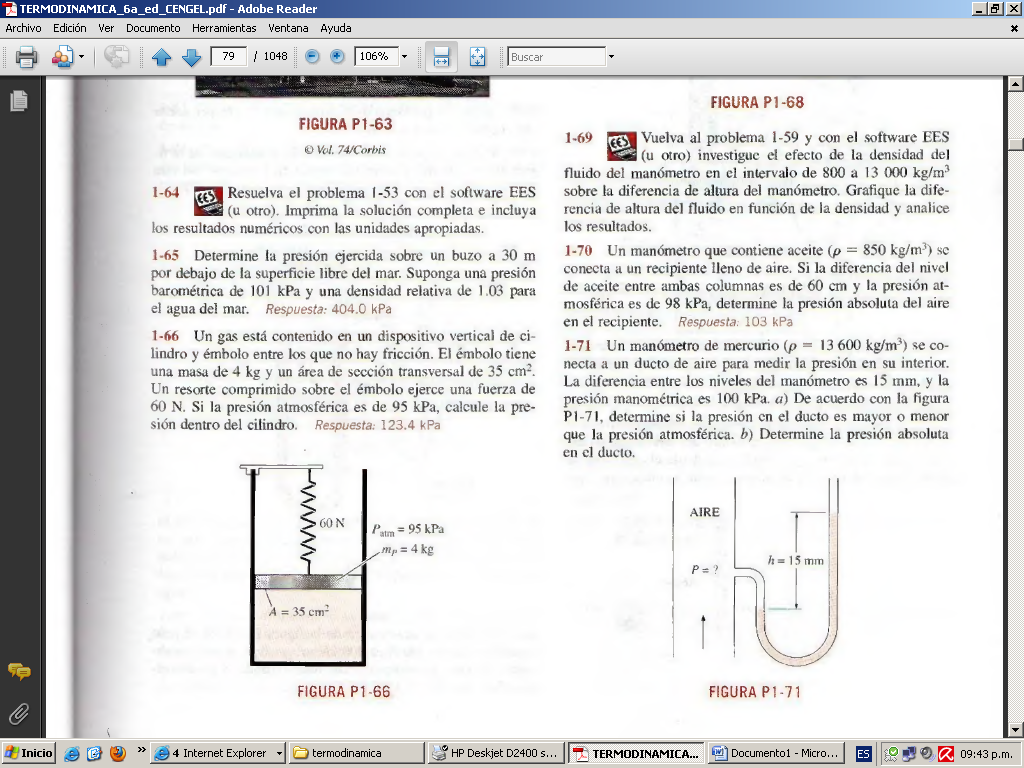 TERMODINAMICA_6a_ed_CENGEL.pdf - Adobe Reader
Archivo Edición Ver Documento Herramientas Ventana Ayuda
79 / 1048 106% Buscar
FIGURA P1-63
© Vol. 74/Corbis
1-64 EES Resuelva el problema 1-53 con el software EES
(u otro). Imprima la solución completa e incluya
los resultados numéricos con las unidades apropiadas.
1-65 Determine la presión ejercida sobre un buzo a 30 m
por debajo de la superficie libre del mar. Suponga una presión
barométrica de 101 kPa y una densidad relativa de 1.03 para
el agua del mar. Respuesta: 404.0 kPa
1-66 Un gas está contenido en un dispositivo vertical de ci-
lindro y émbolo entre los que no hay fricción. El émbolo tiene
una masa de 4 kg y un área de sección transversal de 35 cm².
Un resorte comprimido sobre el émbolo ejerce una fuerza de
60 N. Si la presión atmosférica es de 95 kPa, calcule la pre-
sión dentro del cilindro. Respuesta: 123.4 kPa
60 N
Patm = 95 kPa
mP = 4 kg
A = 35 cm²
FIGURA P1-66
FIGURA P1-68
1-69 EES Vuelva al problema 1-59 y con el software EES
(u otro) investigue el efecto de la densidad del
fluido del manómetro en el intervalo de 800 a 13 000 kg/m³
sobre la diferencia de altura del manómetro. Grafique la dife-
rencia de altura del fluido en función de la densidad y analice
los resultados.
1-70 Un manómetro que contiene aceite (ρ = 850 kg/m³) se
conecta a un recipiente lleno de aire. Si la diferencia del nivel
de aceite entre ambas columnas es de 60 cm y la presión at-
mosférica es de 98 kPa, determine la presión absoluta del aire
en el recipiente. Respuesta: 103 kPa
1-71 Un manómetro de mercurio (ρ = 13 600 kg/m³) se co-
necta a un ducto de aire para medir la presión en su interior.
La diferencia entre los niveles del manómetro es 15 mm, y la
presión manométrica es 100 kPa. a) De acuerdo con la figura
P1-71, determine si la presión en el ducto es mayor o menor
que la presión atmosférica. b) Determine la presión absoluta
en el ducto.
AIRE
P = ?
h = 15 mm
FIGURA P1-71
Inicio » 4 Internet Explorer termodinamica HP Deskjet D2400 s... TERMODINAMICA... Documento1 - Micro... ES 09:43 p.m.